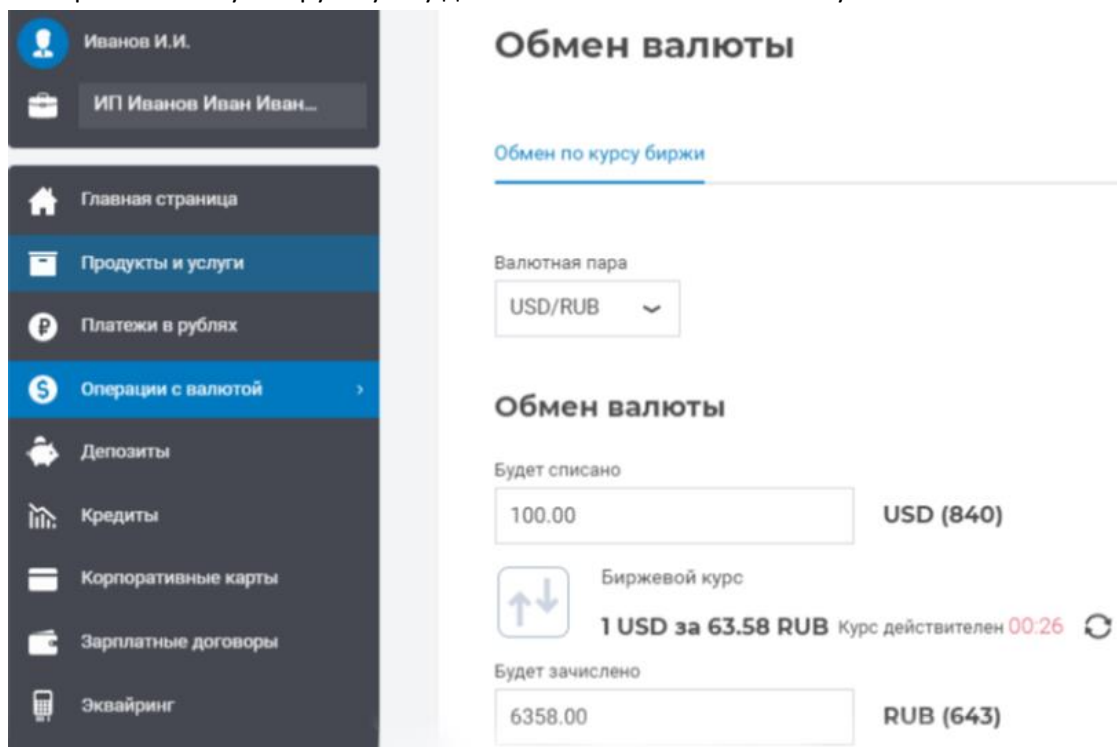 Иванов И.И.
ИП Иванов Иван Иван...
Главная страница
Продукты и услуги
Платежи в рублях
Операции с валютой
Депозиты
Кредиты
Корпоративные карты
Зарплатные договоры
Эквайринг
Обмен валюты
Обмен по курсу биржи
Валютная пара
USD/RUB
Обмен валюты
Будет списано
100.00 USD (840)
Биржевой курс
1 USD за 63.58 RUB Курс действителен 00:26
Будет зачислено
6358.00 RUB (643)